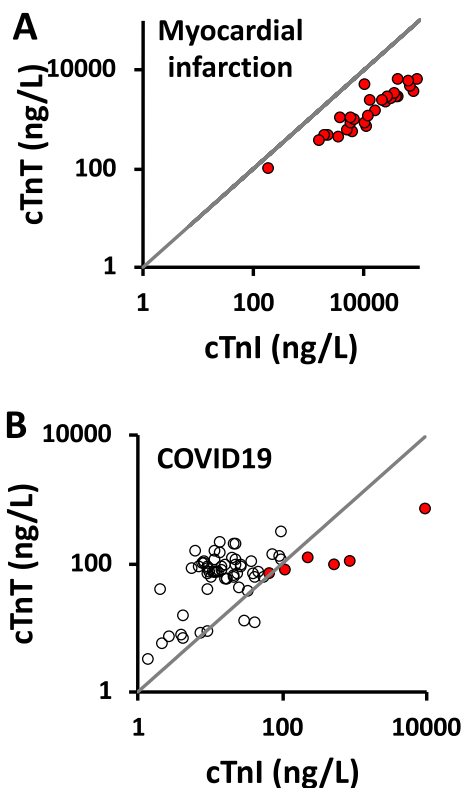 A
Myocardial
infarction
cTnT (ng/L)
10000
100
1
1
100
10000
cTnI (ng/L)
B
COVID19
cTnT (ng/L)
10000
100
1
1
100
10000
cTnI (ng/L)